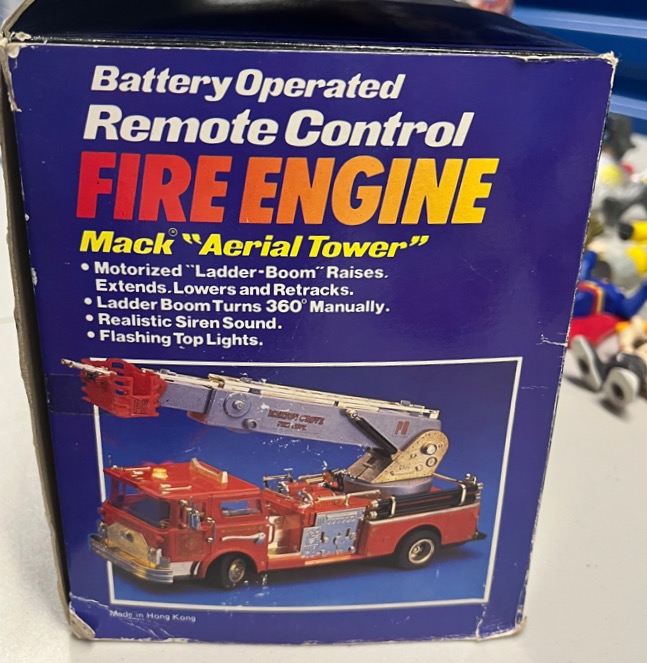 Battery Operated
Remote Control
FIRE ENGINE
Mack® "Aerial Tower"
• Motorized "Ladder-Boom" Raises.
Extends. Lowers and Retracks.
• Ladder Boom Turns 360° Manually.
• Realistic Siren Sound.
• Flashing Top Lights.
Made in Hong Kong